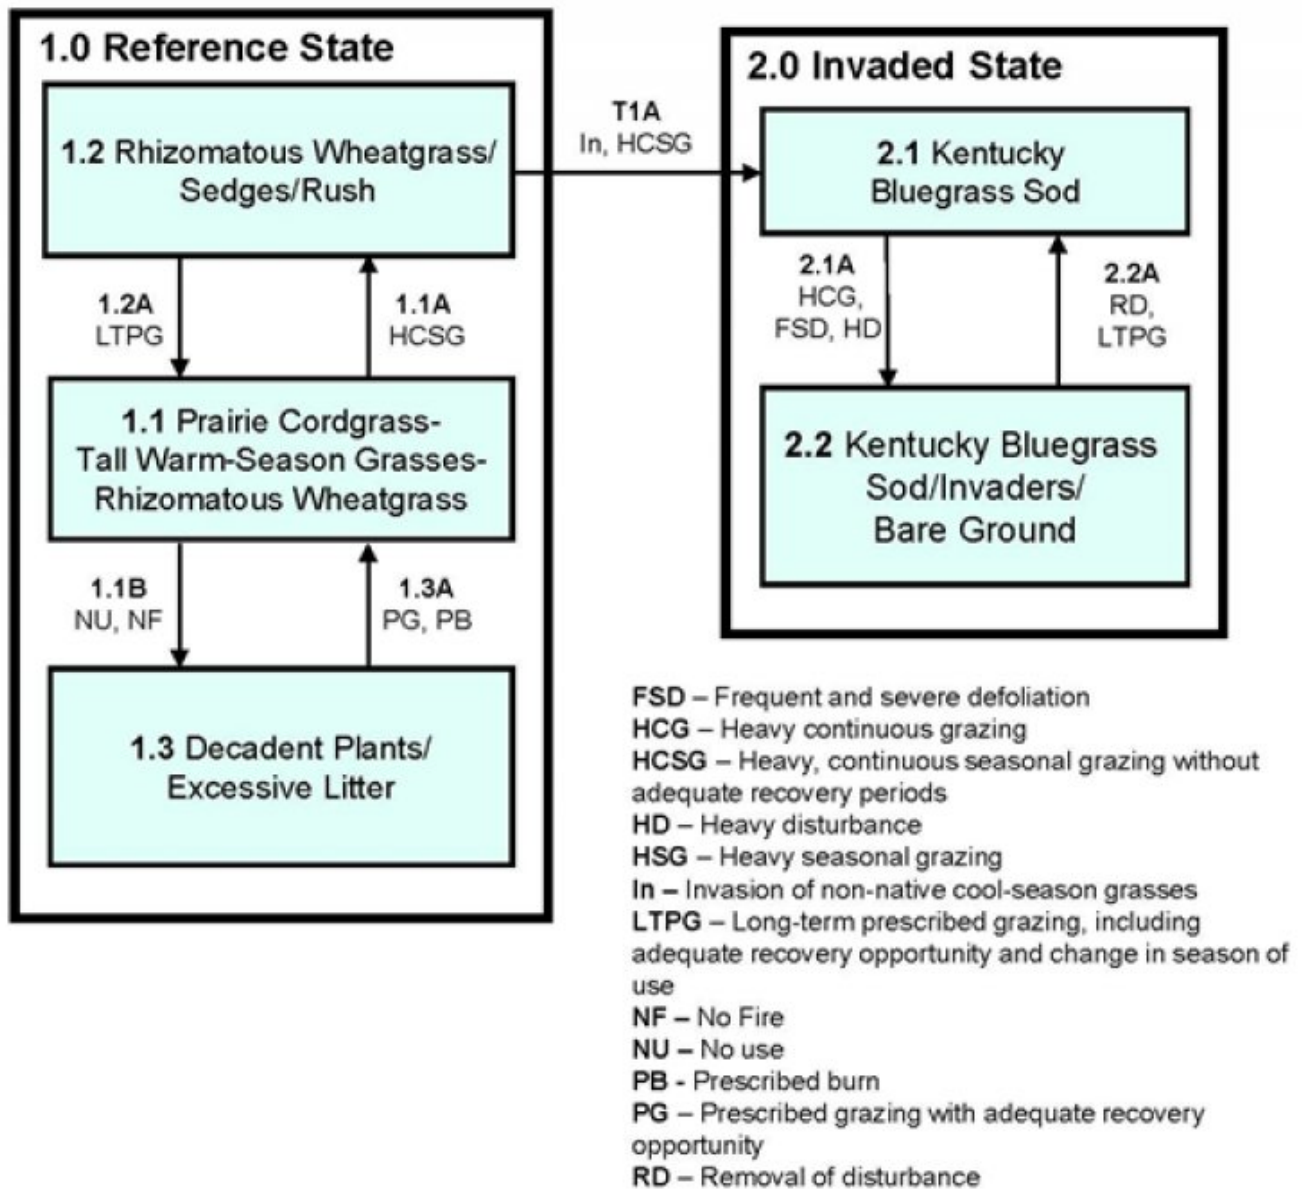 1.0 Reference State
1.2 Rhizomatous Wheatgrass/
Sedges/Rush
1.2A
LTPG
1.1A
HCSG
1.1 Prairie Cordgrass-
Tall Warm-Season Grasses-
Rhizomatous Wheatgrass
1.1B
NU, NF
1.3A
PG, PB
1.3 Decadent Plants/
Excessive Litter
T1A
In, HCSG
2.0 Invaded State
2.1 Kentucky
Bluegrass Sod
2.1A
HCG,
FSD, HD
2.2A
RD,
LTPG
2.2 Kentucky Bluegrass
Sod/Invaders/
Bare Ground
FSD – Frequent and severe defoliation
HCG – Heavy continuous grazing
HCSG – Heavy, continuous seasonal grazing without
adequate recovery periods
HD – Heavy disturbance
HSG – Heavy seasonal grazing
In – Invasion of non-native cool-season grasses
LTPG – Long-term prescribed grazing, including
adequate recovery opportunity and change in season of
use
NF – No Fire
NU – No use
PB - Prescribed burn
PG – Prescribed grazing with adequate recovery
opportunity
RD – Removal of disturbance